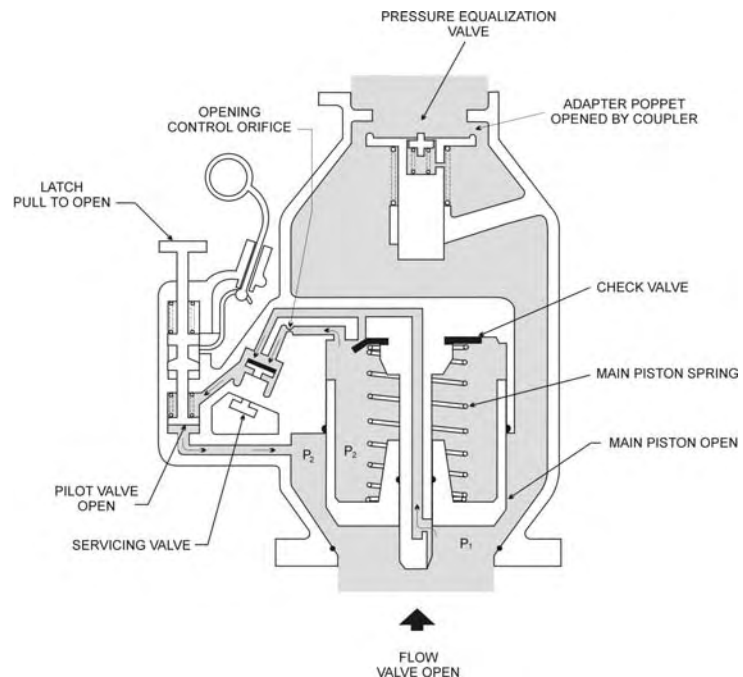 PRESSURE EQUALIZATION
VALVE
OPENING
CONTROL ORIFICE
ADAPTER POPPET
OPENED BY COUPLER
LATCH
PULL TO OPEN
CHECK VALVE
MAIN PISTON SPRING
MAIN PISTON OPEN
P2
P2
PILOT VALVE
OPEN
SERVICING VALVE
P1
FLOW
VALVE OPEN